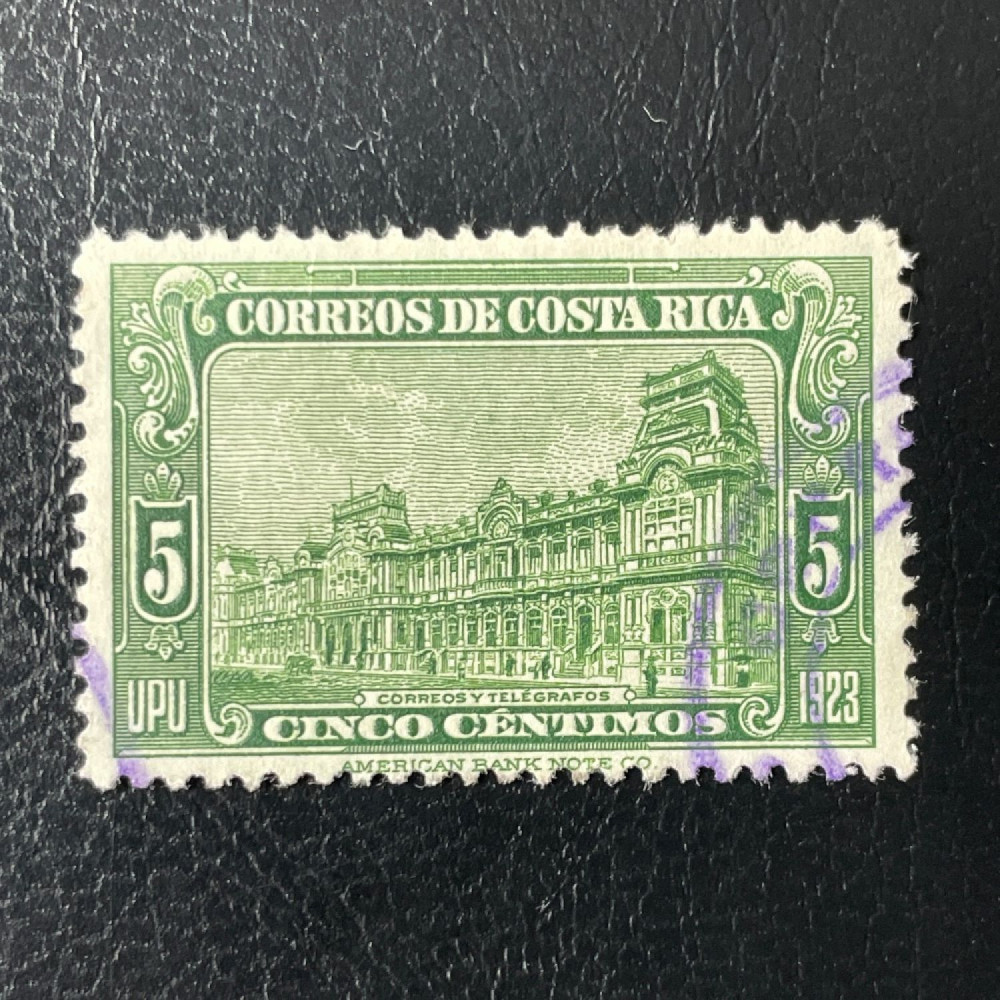 CORREOS DE COSTA RICA
5 5
UPU 1923
CORREOS Y TELÉGRAFOS
CINCO CÉNTIMOS
AMERICAN BANK NOTE CO.